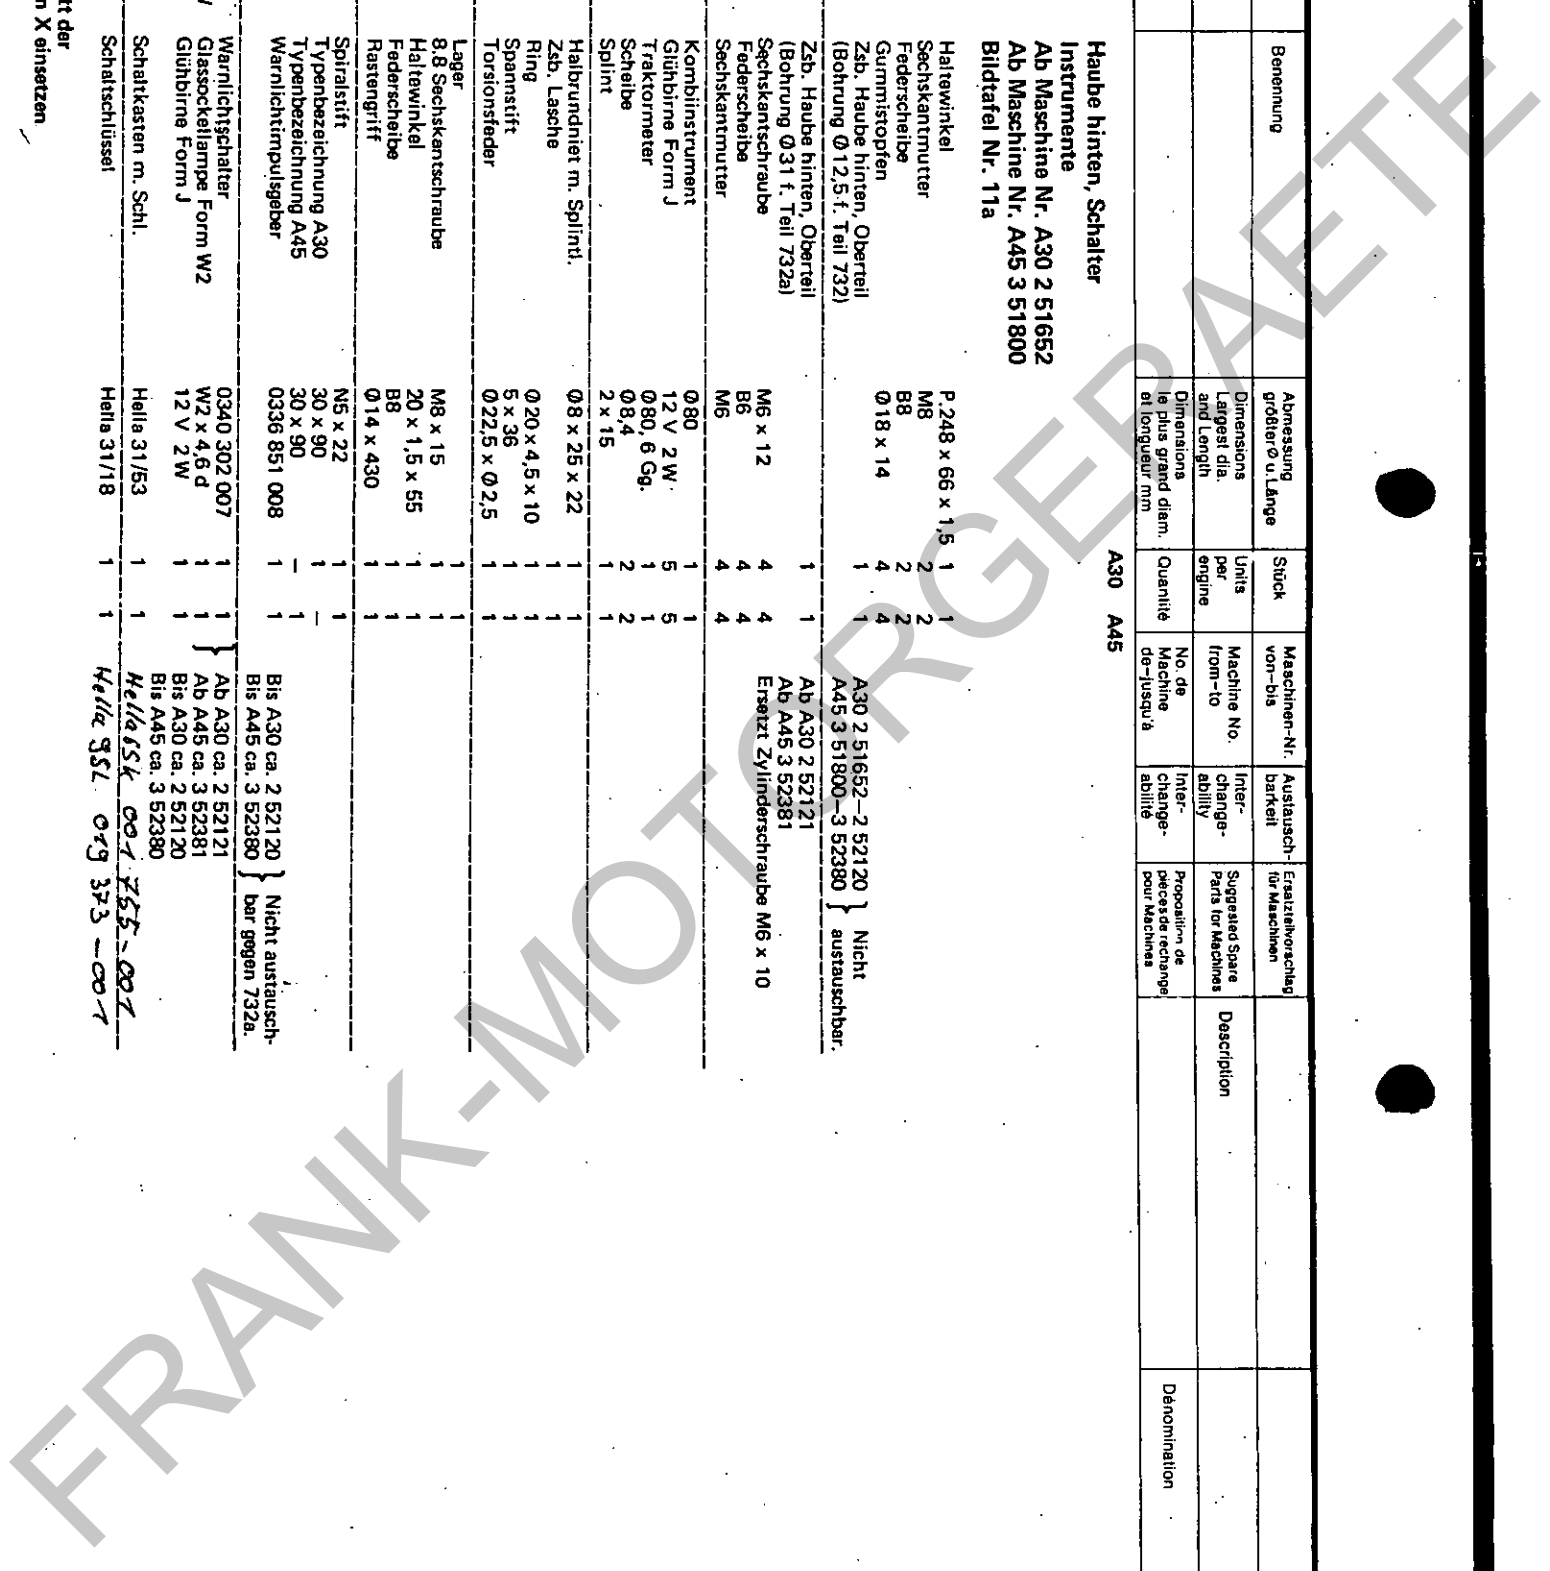 Benennung
Abmessung größter Ø u. Länge
Stück
Maschinen-Nr. von–bis
Austausch- barkeit
Ersatzteilvorschlag für Maschinen
Dimensions Largest dia. and Length
Units per engine
Machine No. from–to
Inter- change- ability
Suggested Spare Parts for Machines
Description
Dimensions le plus grand diam. et longueur mm
Quantité
No. de Machine de–jusqu'à
Inter- change- abilité
Proposition de pièces de rechange pour Machines
Dénomination
A30 A45
Haube hinten, Schalter
Instrumente
Ab Maschine Nr. A30 2 51652
Ab Maschine Nr. A45 3 51800
Bildtafel Nr. 11a
Haltewinkel P.248 x 66 x 1,5 1 1
Sechskantmutter M8 2 2
Federscheibe B8 2 2
Gummistopfen Ø18 x 14 4 4
Zsb. Haube hinten, Oberteil 1 1 A30 2 51652–2 52120 } Nicht
(Bohrung Ø12,5 f. Teil 732) A45 3 51800–3 52380 } austauschbar.
Zsb. Haube hinten, Oberteil 1 1 Ab A30 2 52121
(Bohrung Ø31 f. Teil 732a) Ab A45 3 52381
Sechskantschraube M6 x 12 4 4 Ersetzt Zylinderschraube M6 x 10
Federscheibe B6 4 4
Sechskantmutter M6 4 4
Kombiinstrument Ø80 1 1
Glühbirne Form J 12 V 2 W 5 5
Traktormeter Ø80, 6 Gg. 1 1
Scheibe Ø8,4 2 2
Splint 2 x 15 1 1
Halbrundniet m. Splintl. Ø8 x 25 x 22 1 1
Zsb. Lasche 1 1
Ring Ø20 x 4,5 x 10 1 1
Spannstift 5 x 36 1 1
Torsionsfeder Ø22,5 x Ø2,5 1 1
Lager 1 1
8.8 Sechskantschraube M8 x 15 1 1
Haltewinkel 20 x 1,5 x 55 1 1
Federscheibe B8 1 1
Rastengriff Ø14 x 430 1 1
Spiralstift N5 x 22 1 1
Typenbezeichnung A30 30 x 90 1 –
Typenbezeichnung A45 30 x 90 – 1
Warnlichtimpulsgeber 0336 851 008 1 1 Bis A30 ca. 2 52120 } Nicht austausch-
Bis A45 ca. 3 52380 } bar gegen 732a.
Warnlichtschalter 0340 302 007 1 1 } Ab A30 ca. 2 52121
Glassockellampe Form W2 W2 x 4,6 d 1 1 } Ab A45 ca. 3 52381
Glühbirne Form J 12 V 2 W 1 1 Bis A30 ca. 2 52120
Bis A45 ca. 3 52380
Schaltkasten m. Schl. Hella 31/53 1 1 Hella 001 755-001
Schaltschlüssel Hella 31/18 1 1 Hella 9SL 019 373-001
tt der
n X einsetzen
FRANK-MOTORGERAETE